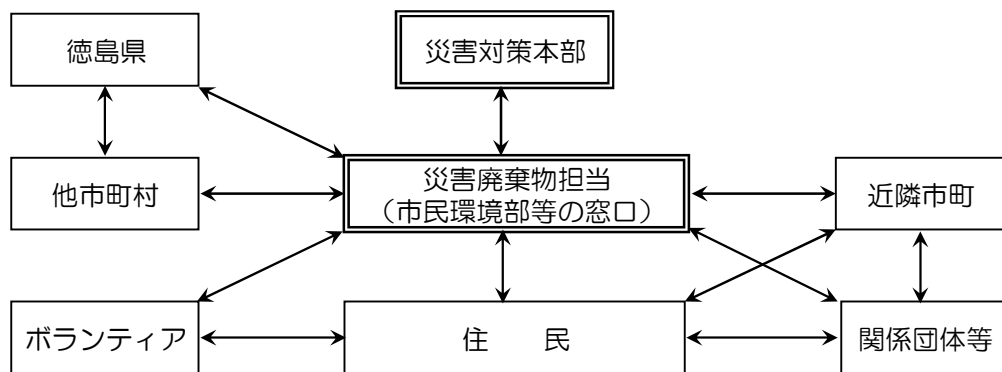 徳島県
災害対策本部
他市町村
災害廃棄物担当
（市民環境部等の窓口）
近隣市町
ボランティア
住　　民
関係団体等